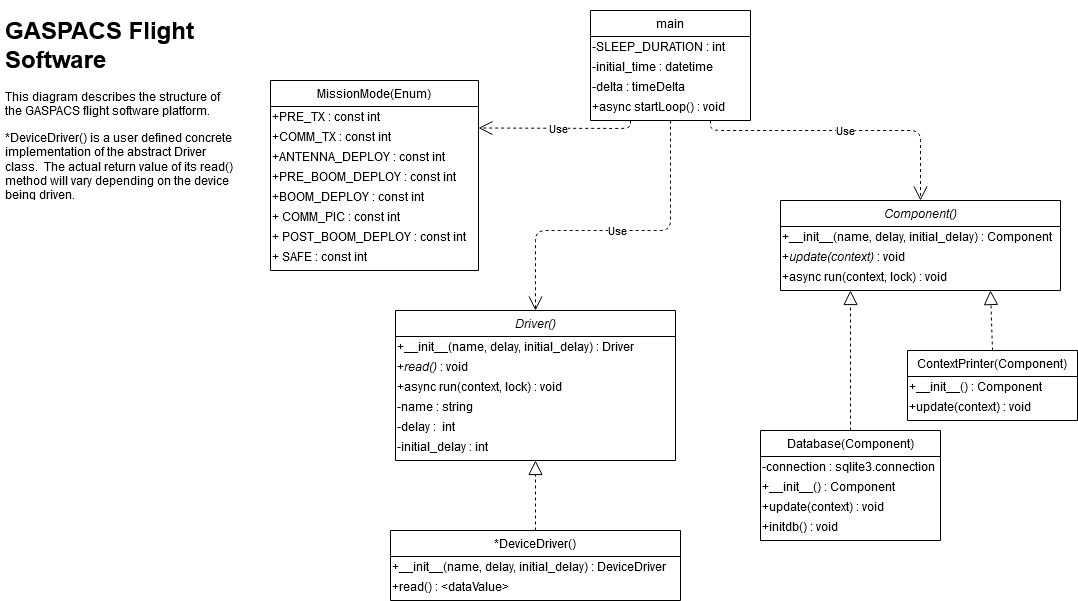 GASPACS Flight
Software
This diagram describes the structure of
the GASPACS flight software platform.
*DeviceDriver() is a user defined concrete
implementation of the abstract Driver
class.  The actual return value of its read()
method will vary depending on the device
being driven.
main
-SLEEP_DURATION : int
-initial_time : datetime
-delta : timeDelta
+async startLoop() : void
MissionMode(Enum)
+PRE_TX : const int
+COMM_TX : const int
+ANTENNA_DEPLOY : const int
+PRE_BOOM_DEPLOY : const int
+BOOM_DEPLOY : const int
+ COMM_PIC : const int
+ POST_BOOM_DEPLOY : const int
+ SAFE : const int
Use
Use
Use
Component()
+__init__(name, delay, initial_delay) : Component
+update(context) : void
+async run(context, lock) : void
Driver()
+__init__(name, delay, initial_delay) : Driver
+read() : void
+async run(context, lock) : void
-name : string
-delay :  int
-initial_delay : int
ContextPrinter(Component)
+__init__() : Component
+update(context) : void
Database(Component)
-connection : sqlite3.connection
+__init__() : Component
+update(context) : void
+initdb() : void
*DeviceDriver()
+__init__(name, delay, initial_delay) : DeviceDriver
+read() : <dataValue>